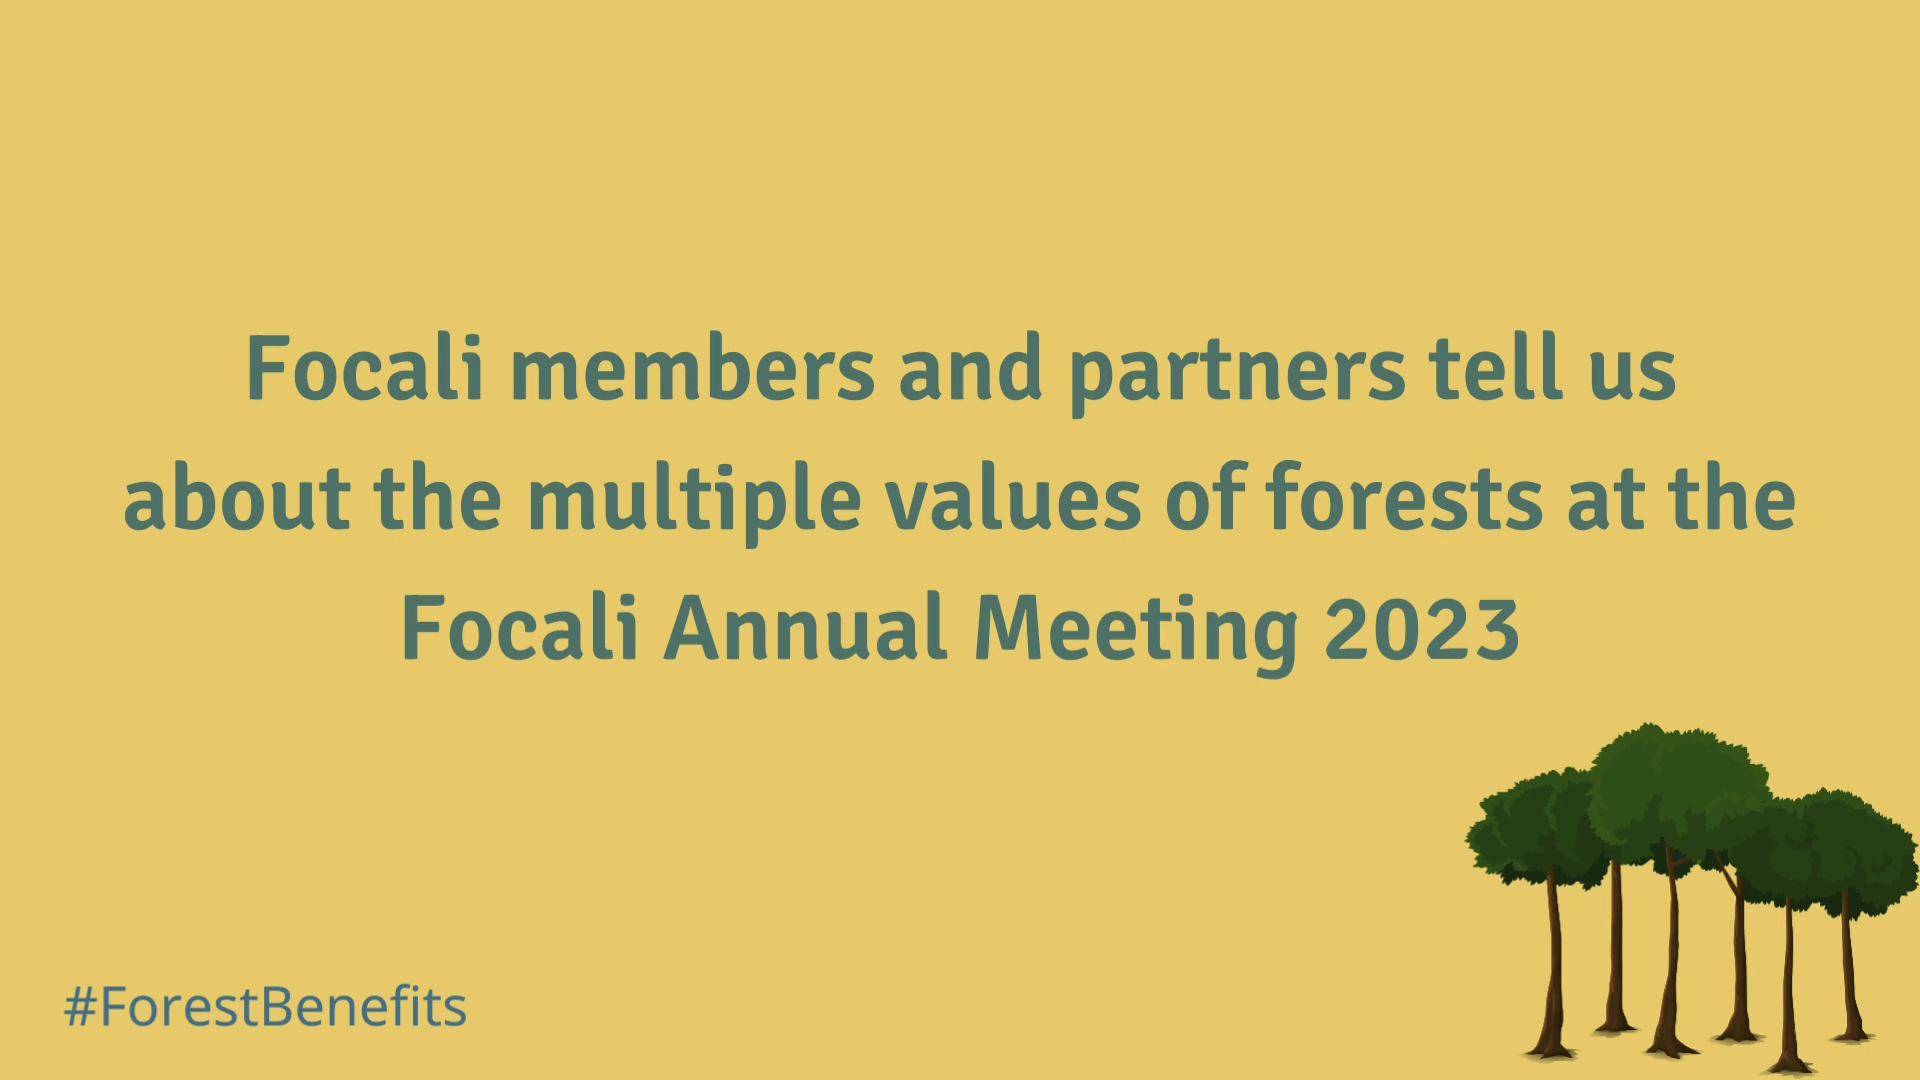 Focali members and partners tell us
about the multiple values of forests at the
Focali Annual Meeting 2023
#ForestBenefits